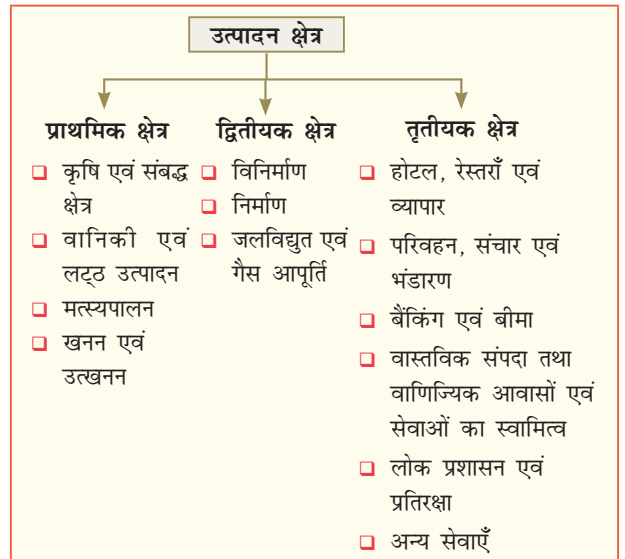 उत्पादन क्षेत्र
प्राथमिक क्षेत्र
कृषि एवं संबद्ध
क्षेत्र
वानिकी एवं
लट्ठ उत्पादन
मत्स्यपालन
खनन एवं
उत्खनन
द्वितीयक क्षेत्र
विनिर्माण
निर्माण
जलविद्युत एवं
गैस आपूर्ति
तृतीयक क्षेत्र
होटल, रेस्तराँ एवं
व्यापार
परिवहन, संचार एवं
भंडारण
बैंकिंग एवं बीमा
वास्तविक संपदा तथा
वाणिज्यिक आवासों एवं
सेवाओं का स्वामित्व
लोक प्रशासन एवं
प्रतिरक्षा
अन्य सेवाएँ